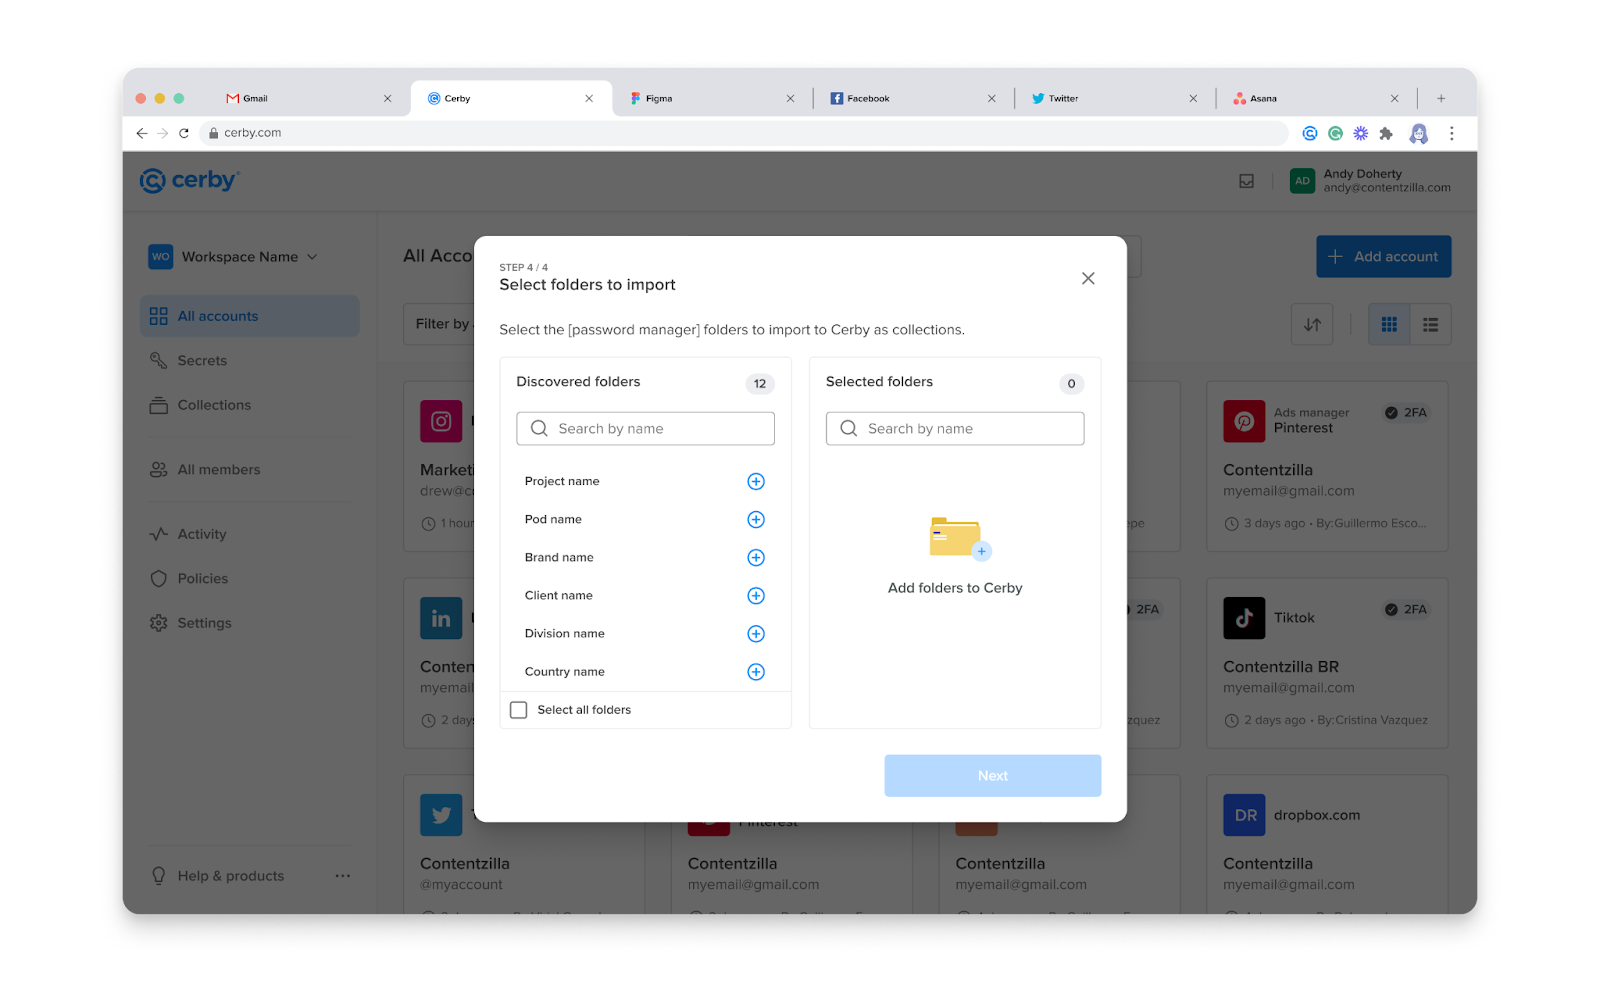 Gmail
Cerby
Figma
Facebook
Twitter
Asana
cerby.com
cerby
AD
Andy Doherty
andy@contentzilla.com
WO Workspace Name
All accounts
Secrets
Collections
All members
Activity
Policies
Settings
Help & products
All Acco
Add account
Filter by
STEP 4 / 4
Select folders to import
Select the [password manager] folders to import to Cerby as collections.
Discovered folders 12
Search by name
Project name
Pod name
Brand name
Client name
Division name
Country name
Select all folders
Selected folders 0
Search by name
Add folders to Cerby
Next
Marketi
drew@c
1 hour
epe
Ads manager
Pinterest
2FA
Contentzilla
myemail@gmail.com
3 days ago • By:Guillermo Esco...
in
Conten
myemail
2 days
2FA
zquez
Tiktok
2FA
Contentzilla BR
myemail@gmail.com
2 days ago • By:Cristina Vazquez
Contentzilla
@myaccount
Pinterest
Contentzilla
myemail@gmail.com
Contentzilla
myemail@gmail.com
DR dropbox.com
Contentzilla
myemail@gmail.com